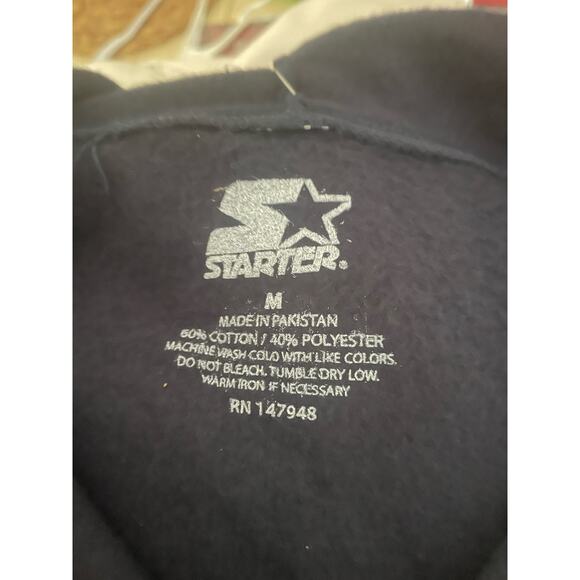 STARTER®
M
MADE IN PAKISTAN
60% COTTON / 40% POLYESTER
MACHINE WASH COLD WITH LIKE COLORS.
DO NOT BLEACH. TUMBLE DRY LOW.
WARM IRON IF NECESSARY
RN 147948